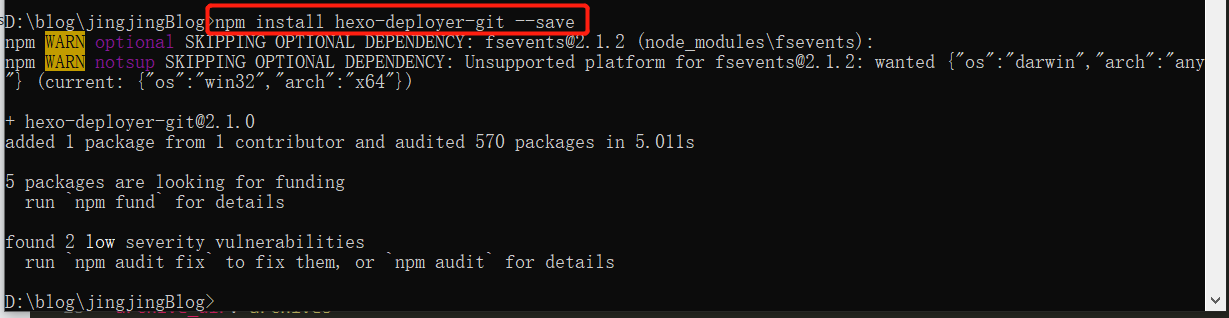 D:\blog\jingjingBlog>npm install hexo-deployer-git --save
npm WARN optional SKIPPING OPTIONAL DEPENDENCY: fsevents@2.1.2 (node_modules\fsevents):
npm WARN notsup SKIPPING OPTIONAL DEPENDENCY: Unsupported platform for fsevents@2.1.2: wanted {"os":"darwin","arch":"any
"} (current: {"os":"win32","arch":"x64"})
+ hexo-deployer-git@2.1.0
added 1 package from 1 contributor and audited 570 packages in 5.011s
5 packages are looking for funding
run `npm fund` for details
found 2 low severity vulnerabilities
run `npm audit fix` to fix them, or `npm audit` for details
D:\blog\jingjingBlog>